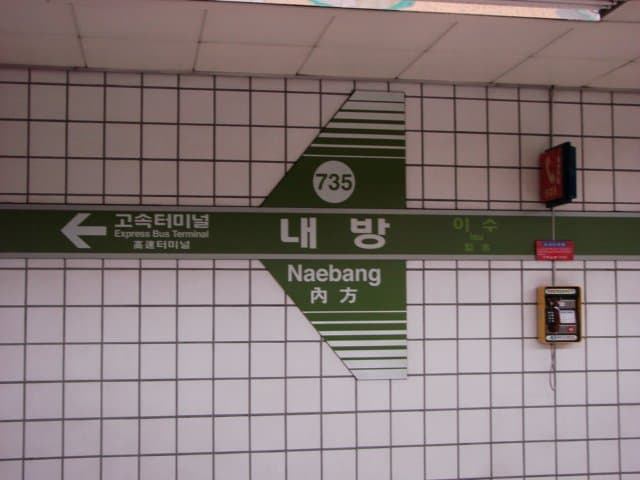 735
고속터미널
Express Bus Terminal
高速터미널
내 방
Naebang
內 方
이 수
Isu